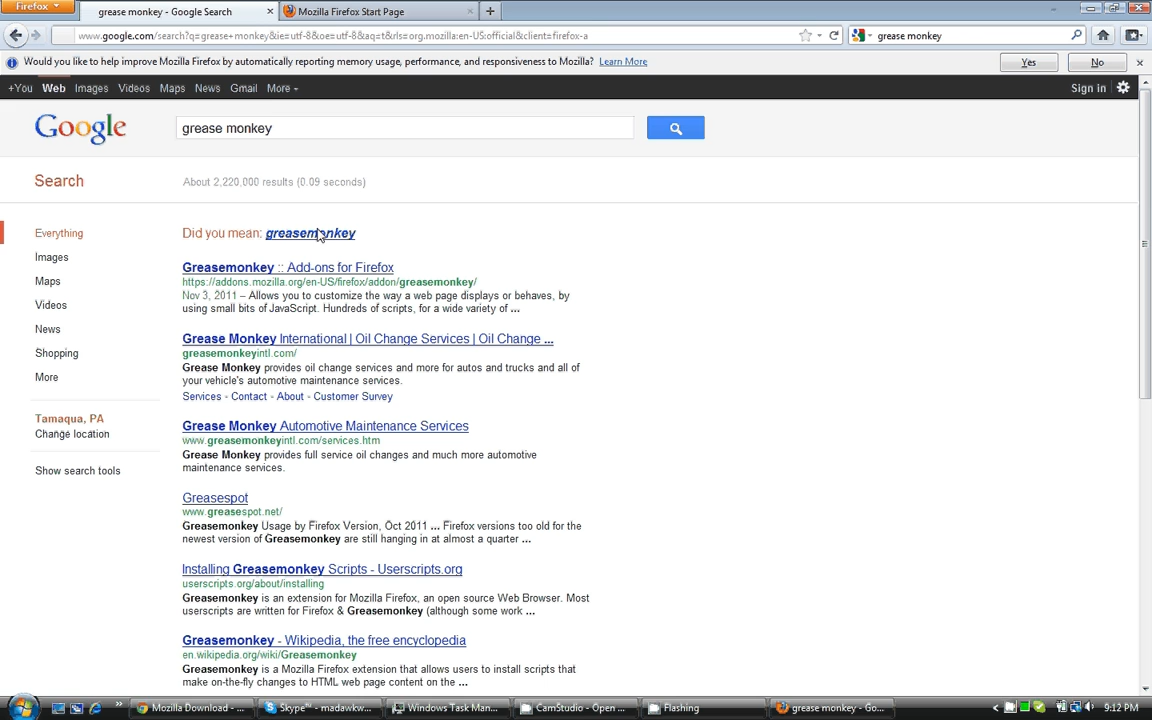 Firefox
grease monkey - Google Search
Mozilla Firefox Start Page
www.google.com/search?q=grease+monkey&ie=utf-8&oe=utf-8&aq=t&rls=org.mozilla:en-US:official&client=firefox-a
grease monkey
Would you like to help improve Mozilla Firefox by automatically reporting memory usage, performance, and responsiveness to Mozilla? Learn More
Yes
No
+You Web Images Videos Maps News Gmail More
Sign in
Google
grease monkey
Search
About 2,220,000 results (0.09 seconds)
Everything
Images
Maps
Videos
News
Shopping
More
Tamaqua, PA
Change location
Show search tools
Did you mean: greasemonkey
Greasemonkey :: Add-ons for Firefox
https://addons.mozilla.org/en-US/firefox/addon/greasemonkey/
Nov 3, 2011 – Allows you to customize the way a web page displays or behaves, by
using small bits of JavaScript. Hundreds of scripts, for a wide variety of ...
Grease Monkey International | Oil Change Services | Oil Change ...
greasemonkeyintl.com/
Grease Monkey provides oil change services and more for autos and trucks and all of
your vehicle's automotive maintenance services.
Services - Contact - About - Customer Survey
Grease Monkey Automotive Maintenance Services
www.greasemonkeyintl.com/services.htm
Grease Monkey provides full service oil changes and much more automotive
maintenance services.
Greasespot
www.greasespot.net/
Greasemonkey Usage by Firefox Version, Oct 2011 ... Firefox versions too old for the
newest version of Greasemonkey are still hanging in at almost a quarter ...
Installing Greasemonkey Scripts - Userscripts.org
userscripts.org/about/installing
Greasemonkey is an extension for Mozilla Firefox, an open source Web Browser. Most
userscripts are written for Firefox & Greasemonkey (although some work ...
Greasemonkey - Wikipedia, the free encyclopedia
en.wikipedia.org/wiki/Greasemonkey
Greasemonkey is a Mozilla Firefox extension that allows users to install scripts that
make on-the-fly changes to HTML web page content on the ...
Mozilla Download - ...
Skype™ - madawkw...
Windows Task Man...
CamStudio - Open ...
Flashing
grease monkey - Go...
9:12 PM